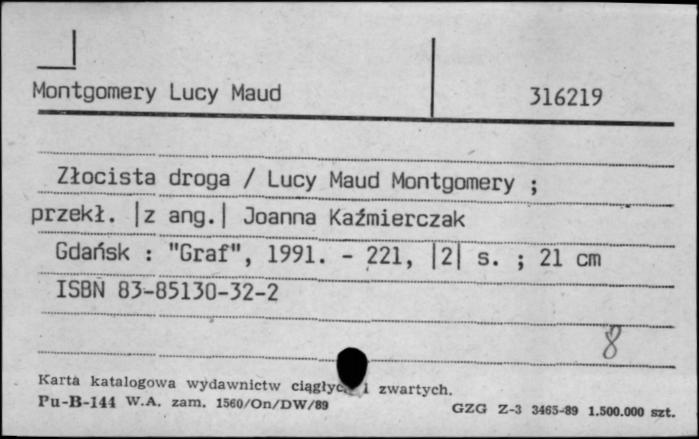 Montgomery Lucy Maud 316219
Złocista droga / Lucy Maud Montgomery ;
przekł. |z ang.| Joanna Kaźmierczak
Gdańsk : "Graf", 1991. - 221, |2| s. ; 21 cm
ISBN 83-85130-32-2
8
Karta katalogowa wydawnictw i zwartych.
Pu-B-144 W.A. zam. 1560/On/DW/89 GZG Z-3 3465-89 1.500.000 szt.